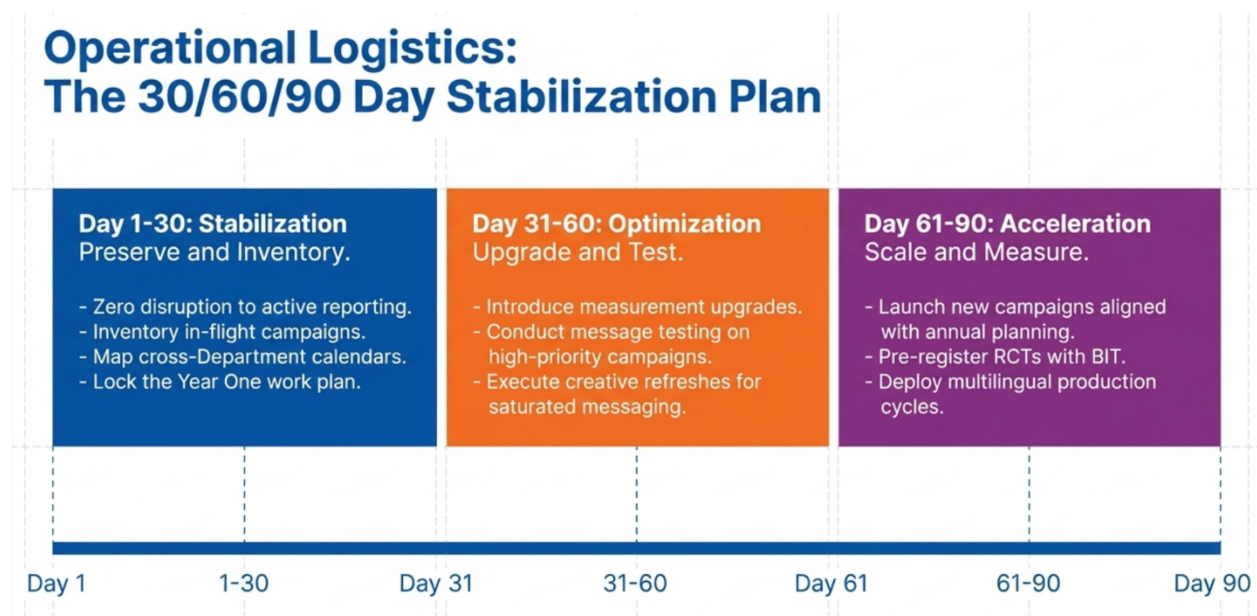 Operational Logistics:
The 30/60/90 Day Stabilization Plan
Day 1-30: Stabilization
Preserve and Inventory.
- Zero disruption to active reporting.
- Inventory in-flight campaigns.
- Map cross-Department calendars.
- Lock the Year One work plan.
Day 31-60: Optimization
Upgrade and Test.
- Introduce measurement upgrades.
- Conduct message testing on
high-priority campaigns.
- Execute creative refreshes for
saturated messaging.
Day 61-90: Acceleration
Scale and Measure.
- Launch new campaigns aligned
with annual planning.
- Pre-register RCTs with BIT.
- Deploy multilingual production
cycles.
Day 1
1-30
Day 31
31-60
Day 61
61-90
Day 90